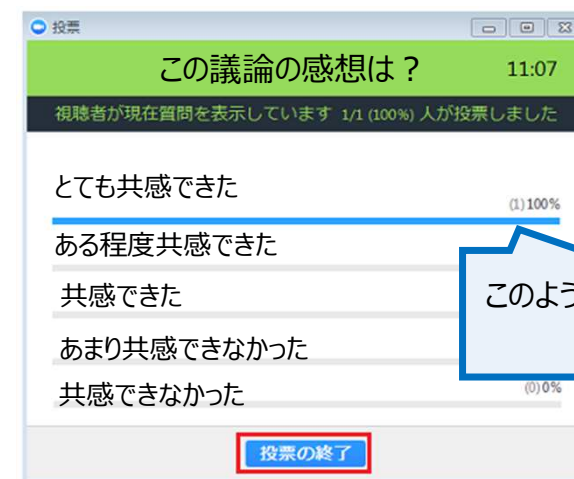 投票
この議論の感想は？ 11:07
視聴者が現在質問を表示しています 1/1 (100%) 人が投票しました
とても共感できた
(1)100%
ある程度共感できた
共感できた
このよう
あまり共感できなかった
共感できなかった
(0)0%
投票の終了